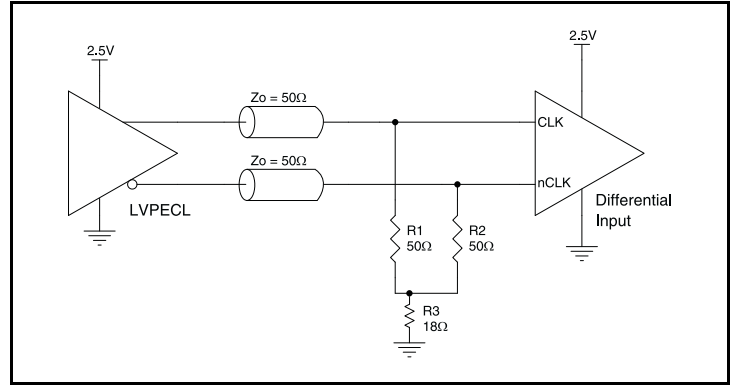 2.5V
2.5V
Zo = 50Ω
CLK
Zo = 50Ω
nCLK
LVPECL
Differential
Input
R1
50Ω
R2
50Ω
R3
18Ω